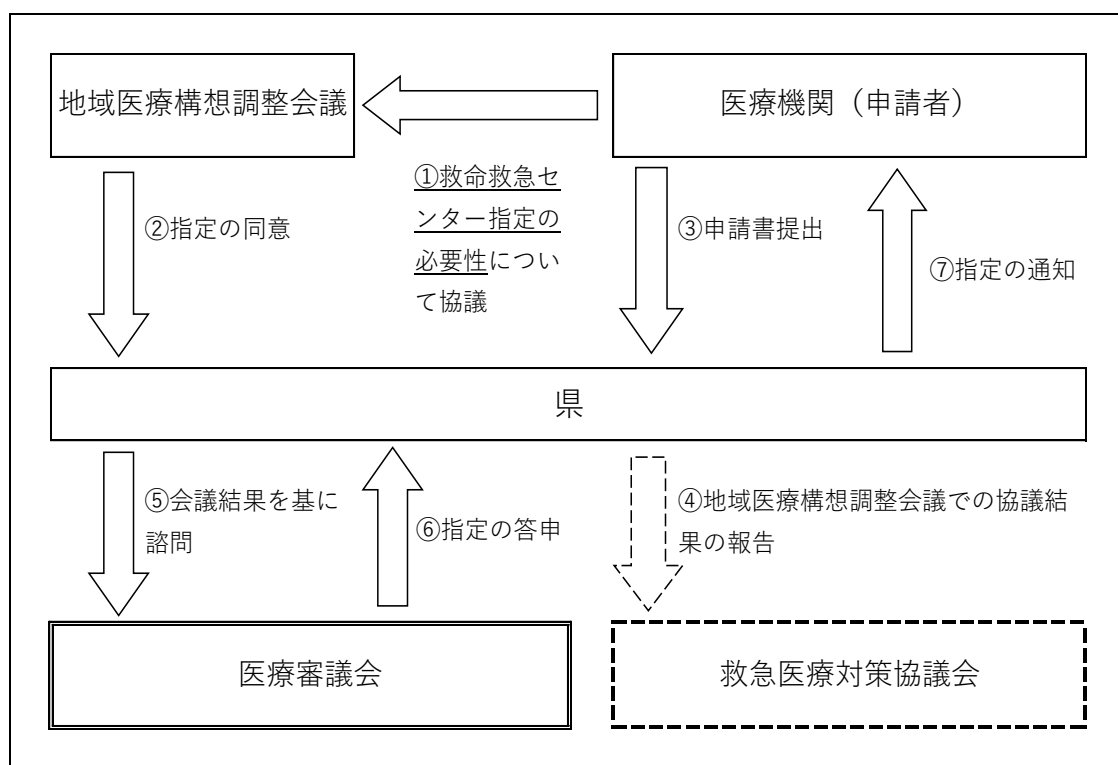 地域医療構想調整会議
医療機関（申請者）
①救命救急セ
ンター指定の
必要性につい
て協議
②指定の同意
③申請書提出
⑦指定の通知
県
⑤会議結果を基に
諮問
⑥指定の答申
④地域医療構想調整会議での協議結
果の報告
医療審議会
救急医療対策協議会